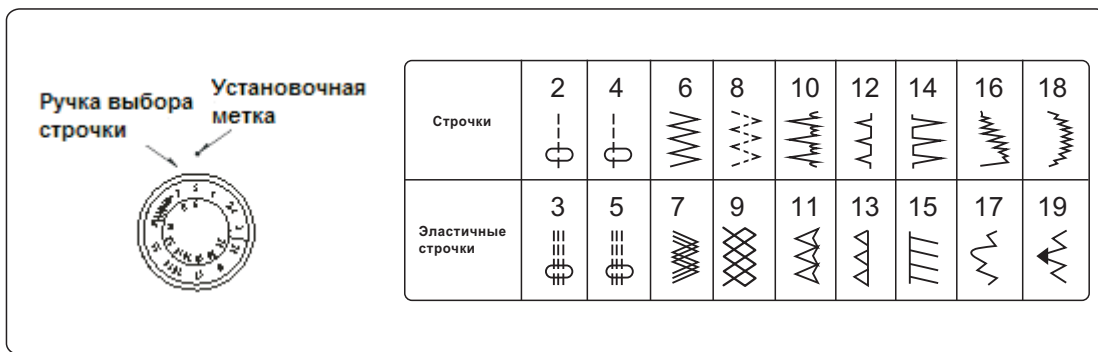 Ручка выбора
строчки
Установочная
метка
Строчки
2 4 6 8 10 12 14 16 18
Эластичные
строчки
3 5 7 9 11 13 15 17 19